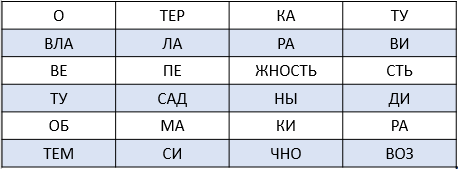 О ТЕР КА ТУ
ВЛА ЛА РА ВИ
ВЕ ПЕ ЖНОСТЬ СТЬ
ТУ САД НЫ ДИ
ОБ МА КИ РА
ТЕМ СИ ЧНО ВОЗ